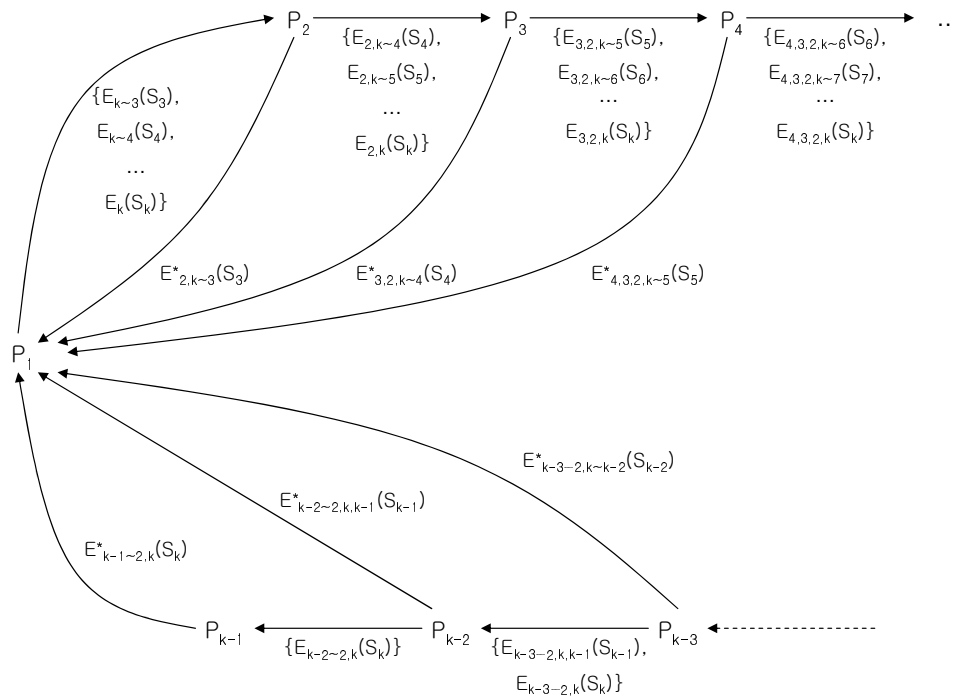 P₂ P₃ P₄ ..
{E₂,ₖ~₄(S₄), {E₃,₂,ₖ~₅(S₅), {E₄,₃,₂,ₖ~₆(S₆),
E₂,ₖ~₅(S₅), E₃,₂,ₖ~₆(S₆), E₄,₃,₂,ₖ~₇(S₇),
... ... ...
E₂,ₖ(Sₖ)} E₃,₂,ₖ(Sₖ)} E₄,₃,₂,ₖ(Sₖ)}
{Eₖ~₃(S₃),
Eₖ~₄(S₄),
...
Eₖ(Sₖ)}
E*₂,ₖ~₃(S₃) E*₃,₂,ₖ~₄(S₄) E*₄,₃,₂,ₖ~₅(S₅)
P₁
E*ₖ₋₃₋₂,ₖ~ₖ₋₂(Sₖ₋₂)
E*ₖ₋₂~₂,ₖ,ₖ₋₁(Sₖ₋₁)
E*ₖ₋₁~₂,ₖ(Sₖ)
Pₖ₋₁ Pₖ₋₂ Pₖ₋₃
{Eₖ₋₂~₂,ₖ(Sₖ)} {Eₖ₋₃₋₂,ₖ,ₖ₋₁(Sₖ₋₁),
Eₖ₋₃₋₂,ₖ(Sₖ)}